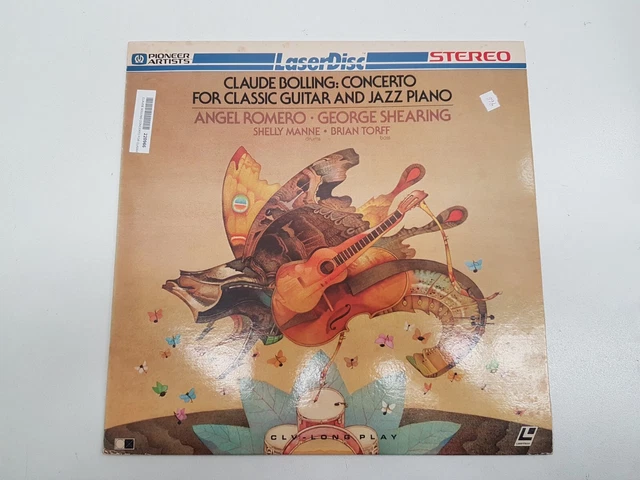 PIONEER
ARTISTS
LaserDisc
STEREO
CLAUDE BOLLING: CONCERTO
FOR CLASSIC GUITAR AND JAZZ PIANO
ANGEL ROMERO · GEORGE SHEARING
SHELLY MANNE · BRIAN TORFF
CLV-LONG PLAY